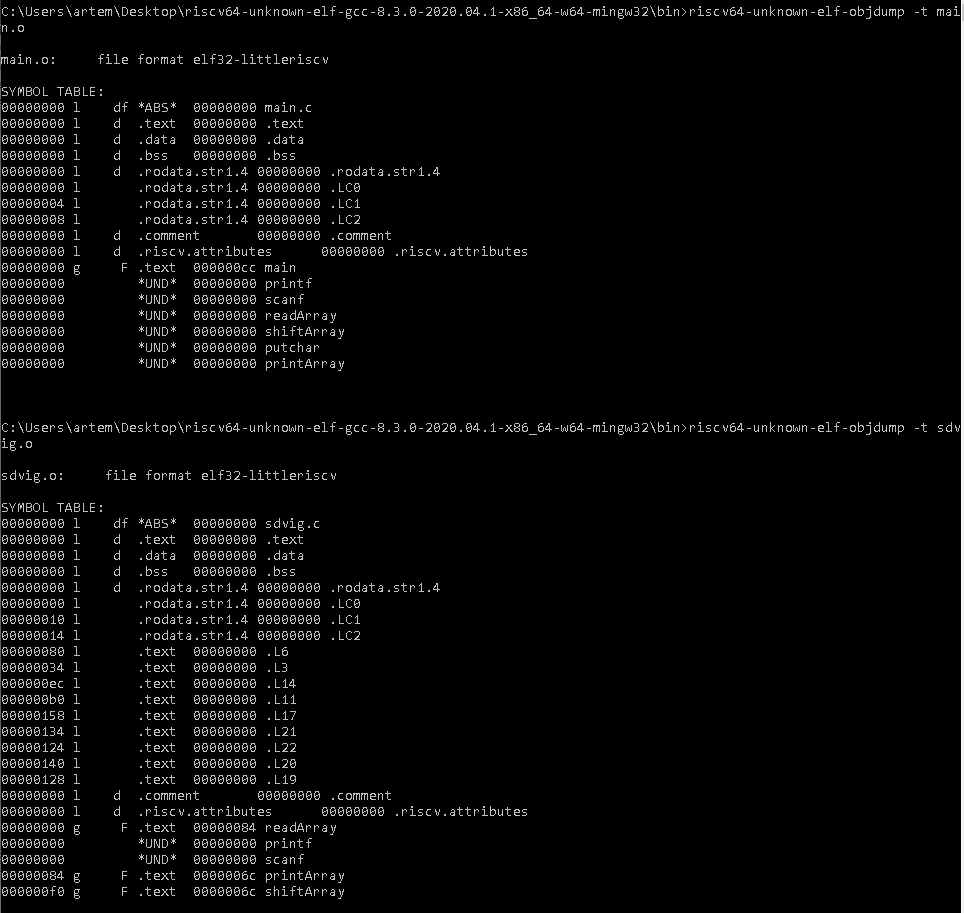 C:\Users\artem\Desktop\riscv64-unknown-elf-gcc-8.3.0-2020.04.1-x86_64-w64-mingw32\bin>riscv64-unknown-elf-objdump -t mai
n.o
main.o:     file format elf32-littleriscv
SYMBOL TABLE:
00000000 l    df *ABS*  00000000 main.c
00000000 l    d  .text  00000000 .text
00000000 l    d  .data  00000000 .data
00000000 l    d  .bss   00000000 .bss
00000000 l    d  .rodata.str1.4 00000000 .rodata.str1.4
00000000 l       .rodata.str1.4 00000000 .LC0
00000004 l       .rodata.str1.4 00000000 .LC1
00000008 l       .rodata.str1.4 00000000 .LC2
00000000 l    d  .comment       00000000 .comment
00000000 l    d  .riscv.attributes      00000000 .riscv.attributes
00000000 g     F .text  000000cc main
00000000         *UND*  00000000 printf
00000000         *UND*  00000000 scanf
00000000         *UND*  00000000 readArray
00000000         *UND*  00000000 shiftArray
00000000         *UND*  00000000 putchar
00000000         *UND*  00000000 printArray
C:\Users\artem\Desktop\riscv64-unknown-elf-gcc-8.3.0-2020.04.1-x86_64-w64-mingw32\bin>riscv64-unknown-elf-objdump -t sdv
ig.o
sdvig.o:     file format elf32-littleriscv
SYMBOL TABLE:
00000000 l    df *ABS*  00000000 sdvig.c
00000000 l    d  .text  00000000 .text
00000000 l    d  .data  00000000 .data
00000000 l    d  .bss   00000000 .bss
00000000 l    d  .rodata.str1.4 00000000 .rodata.str1.4
00000000 l       .rodata.str1.4 00000000 .LC0
00000010 l       .rodata.str1.4 00000000 .LC1
00000014 l       .rodata.str1.4 00000000 .LC2
00000080 l       .text  00000000 .L6
00000034 l       .text  00000000 .L3
000000ec l       .text  00000000 .L14
000000b0 l       .text  00000000 .L11
00000158 l       .text  00000000 .L17
00000134 l       .text  00000000 .L21
00000124 l       .text  00000000 .L22
00000140 l       .text  00000000 .L20
00000128 l       .text  00000000 .L19
00000000 l    d  .comment       00000000 .comment
00000000 l    d  .riscv.attributes      00000000 .riscv.attributes
00000000 g     F .text  00000084 readArray
00000000         *UND*  00000000 printf
00000000         *UND*  00000000 scanf
00000084 g     F .text  0000006c printArray
000000f0 g     F .text  0000006c shiftArray